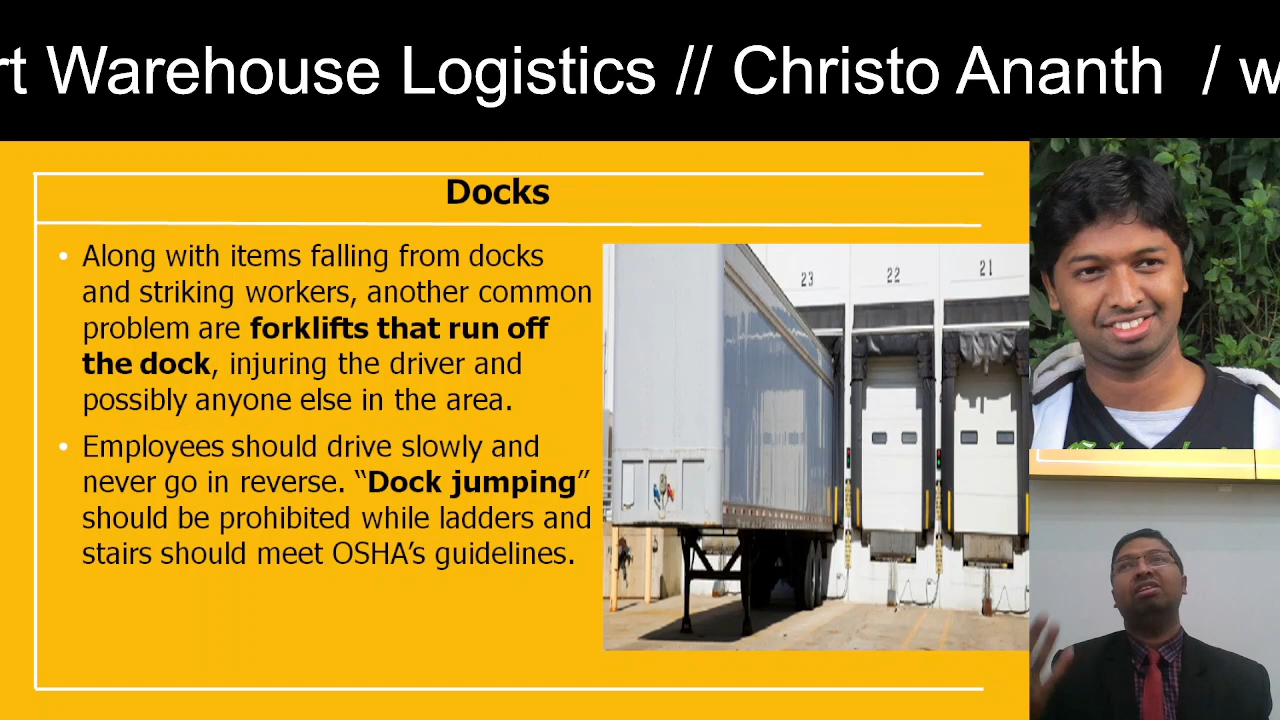 rt Warehouse Logistics // Christo Ananth / w
Docks
• Along with items falling from docks
and striking workers, another common
problem are forklifts that run off
the dock, injuring the driver and
possibly anyone else in the area.
• Employees should drive slowly and
never go in reverse. “Dock jumping”
should be prohibited while ladders and
stairs should meet OSHA’s guidelines.
23
22
21